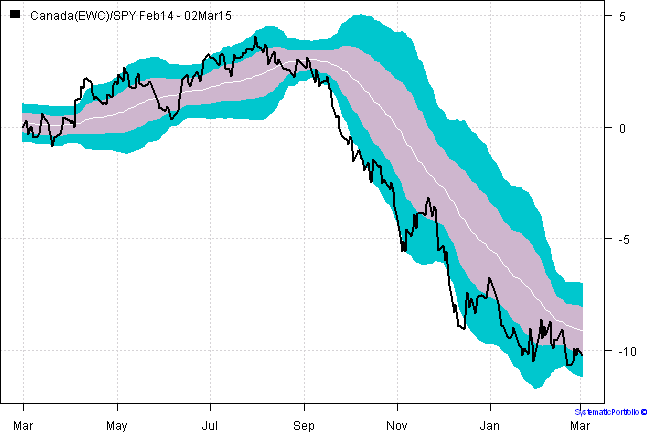 Canada(EWC)/SPY Feb14 - 02Mar15
5
0
-5
-10
Mar May Jul Sep Nov Jan Mar
SystematicPortfolio ©